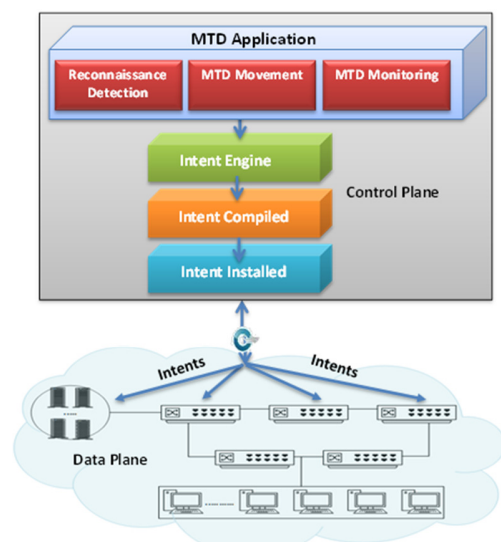 MTD Application
Reconnaissance
Detection
MTD Movement
MTD Monitoring
Intent Engine
Control Plane
Intent Compiled
Intent Installed
Intents
Intents
Data Plane